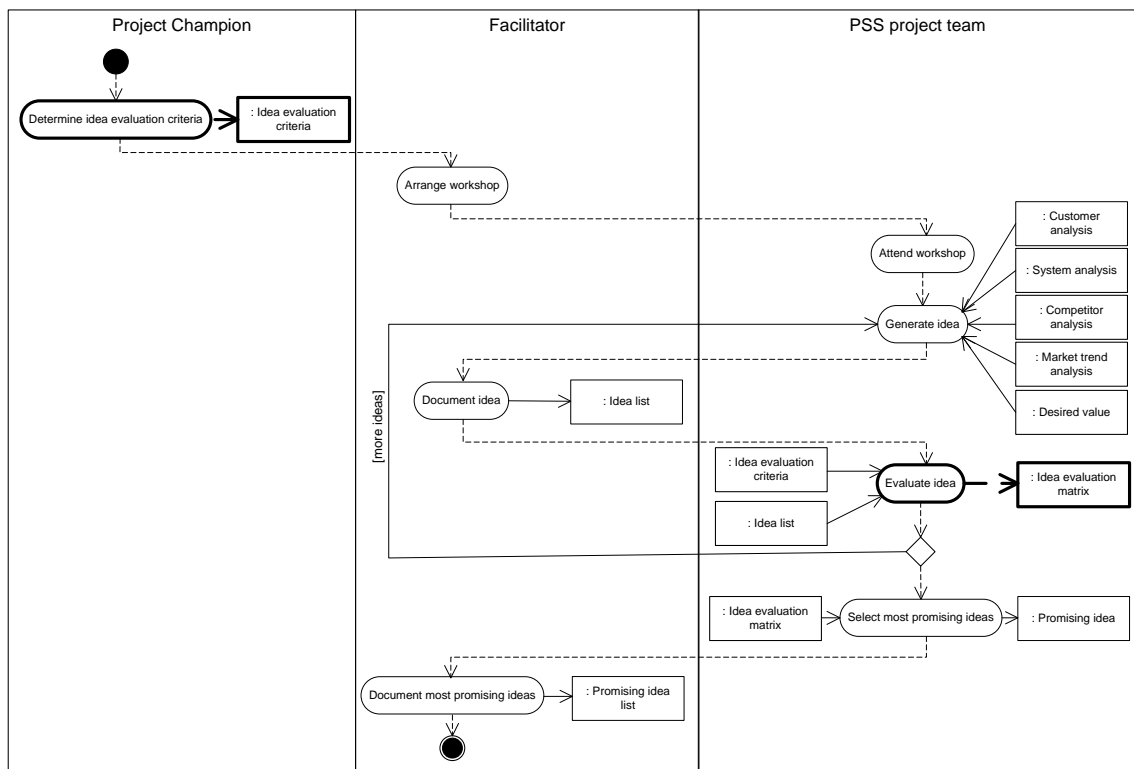 Project Champion
Facilitator
PSS project team
Determine idea evaluation criteria
: Idea evaluation
criteria
Arrange workshop
: Customer
analysis
Attend workshop
: System analysis
Generate idea
: Competitor
analysis
: Market trend
analysis
Document idea
: Idea list
: Desired value
[more ideas]
: Idea evaluation
criteria
Evaluate idea
: Idea evaluation
matrix
: Idea list
: Idea evaluation
matrix
Select most promising ideas
: Promising idea
Document most promising ideas
: Promising idea
list